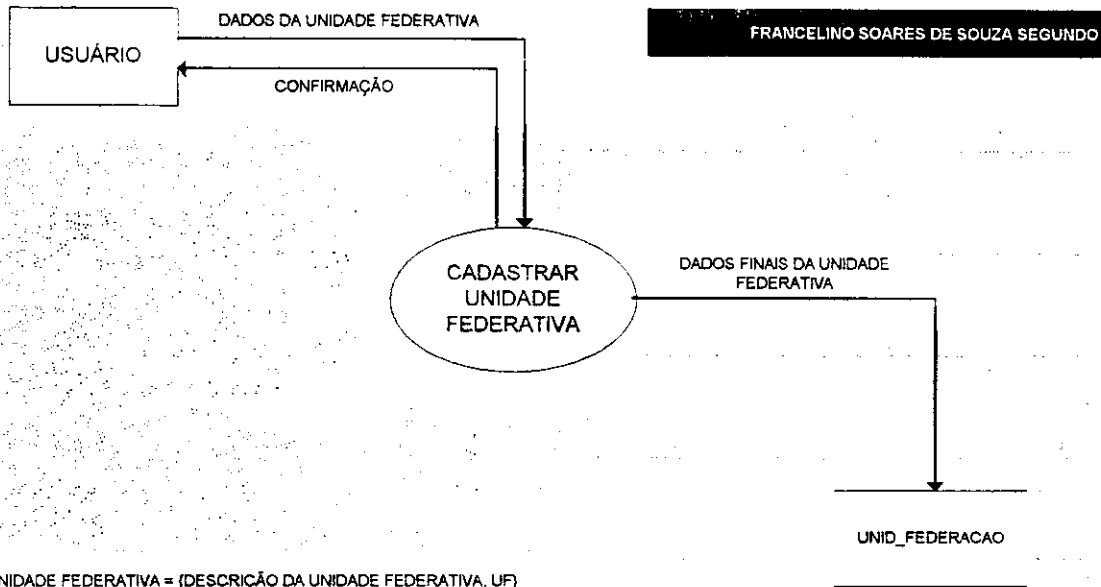 DADOS DA UNIDADE FEDERATIVA
FRANCELINO SOARES DE SOUZA SEGUNDO
USUÁRIO
CONFIRMAÇÃO
CADASTRAR
UNIDADE
FEDERATIVA
DADOS FINAIS DA UNIDADE
FEDERATIVA
UNID_FEDERACAO
NIDADE FEDERATIVA = {DESCRIÇÃO DA UNIDADE FEDERATIVA, UF}